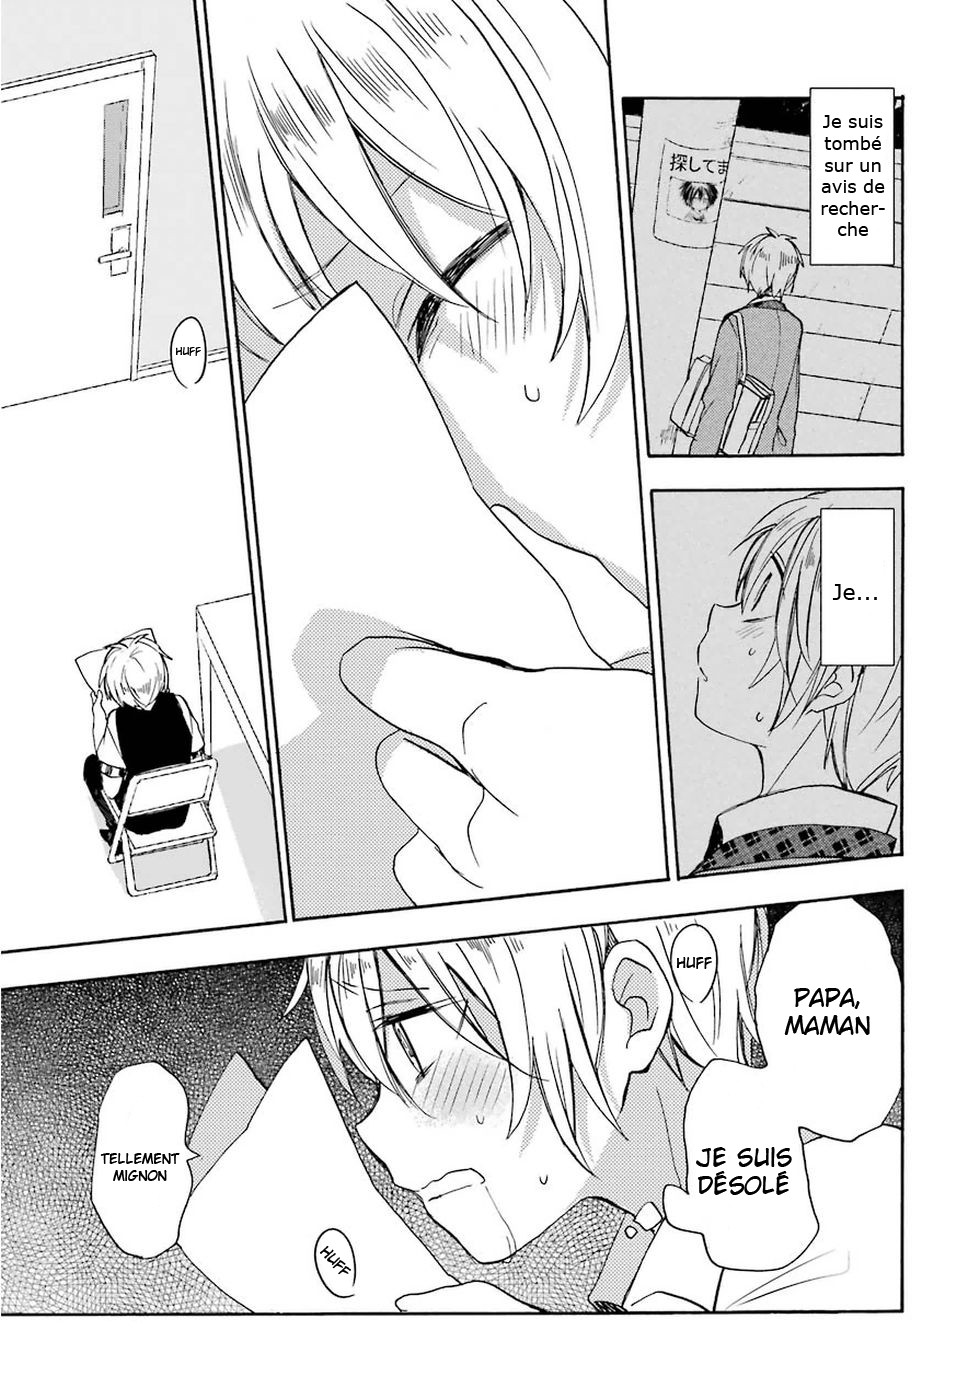 Je suis
tombé
sur un
avis de
recher-
che
探してま
Je...
HUFF
PAPA,
MAMAN
HUFF
JE SUIS
DÉSOLÉ
TELLEMENT
MIGNON
HUFF